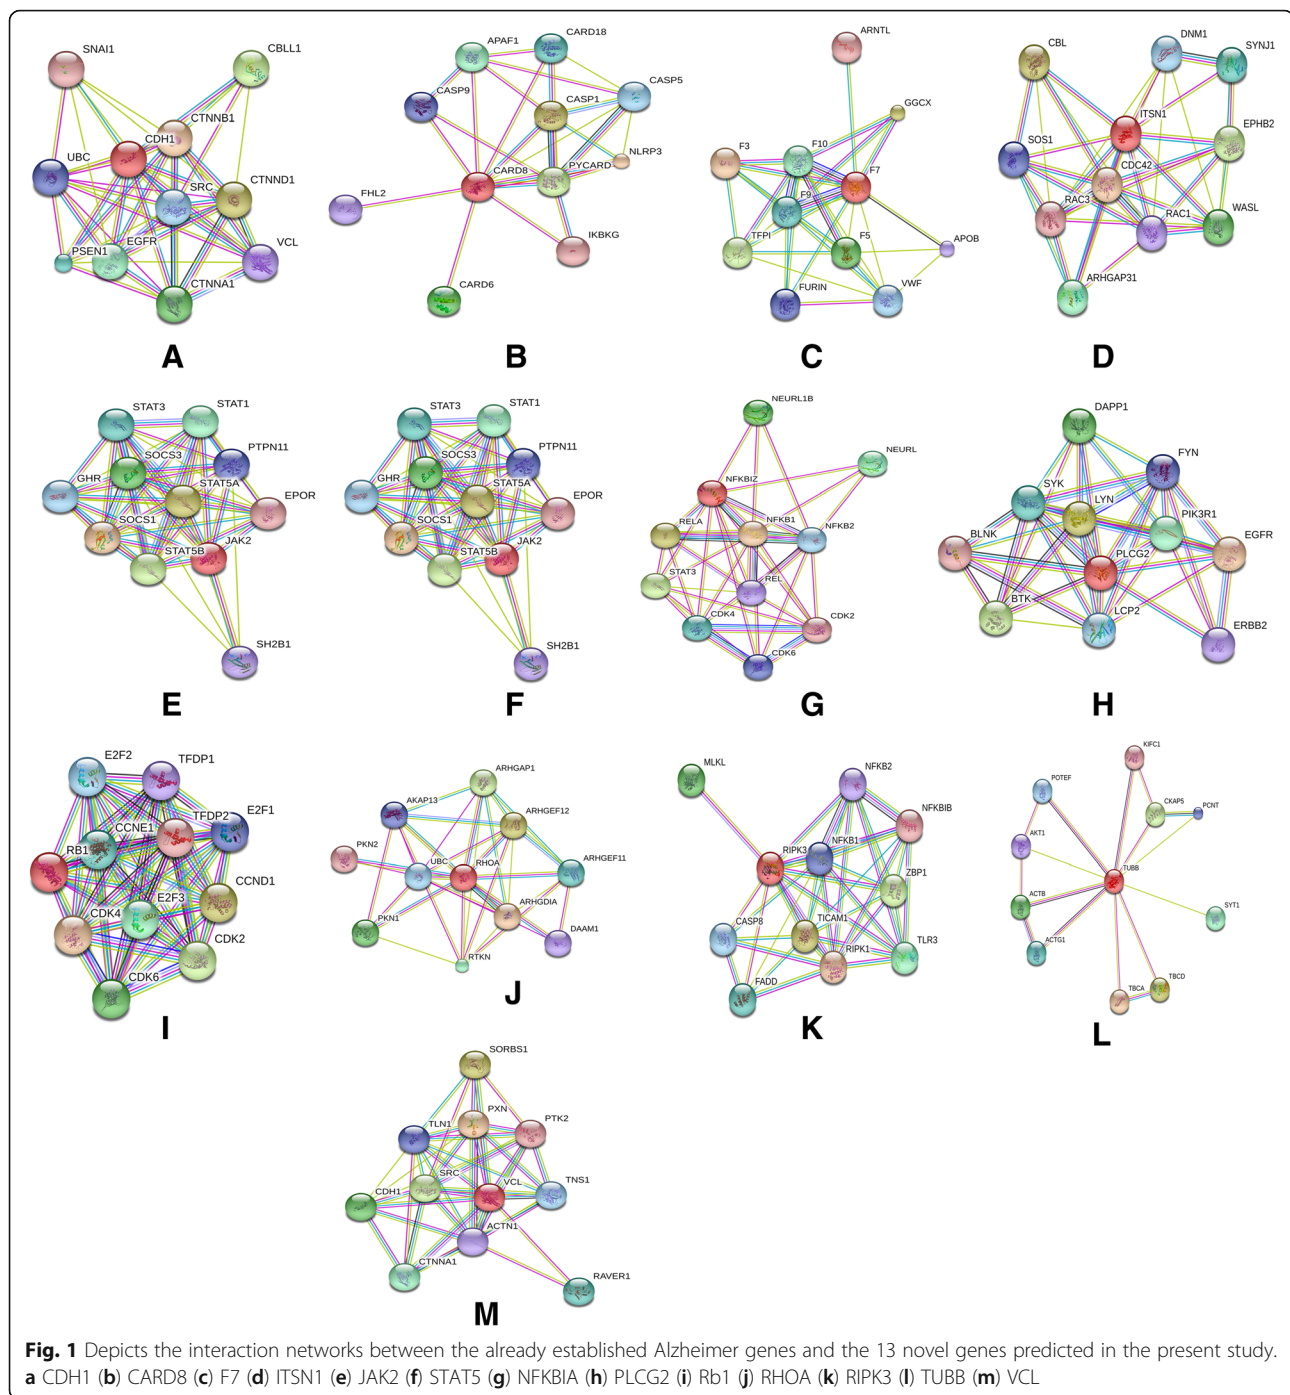 SNAI1
CBLL1
CTNNB1
CDH1
UBC
CTNND1
SRC
EGFR
PSEN1
VCL
CTNNA1
A
CARD18
APAF1
CASP5
CASP9
CASP1
NLRP3
PYCARD
CARD8
FHL2
IKBKG
CARD6
B
ARNTL
GGCX
F3
F10
F7
F9
TFPI
F5
APOB
FURIN
VWF
C
DNM1
CBL
SYNJ1
ITSN1
EPHB2
SOS1
CDC42
RAC3
RAC1
WASL
ARHGAP31
D
STAT3
STAT1
PTPN11
SOCS3
GHR
STAT5A
EPOR
SOCS1
JAK2
STAT5B
SH2B1
E
STAT3
STAT1
PTPN11
SOCS3
GHR
STAT5A
EPOR
SOCS1
JAK2
STAT5B
SH2B1
F
NEURL1B
NEURL
NFKBIZ
RELA
NFKB1
NFKB2
STAT3
REL
CDK4
CDK2
CDK6
G
DAPP1
FYN
SYK
LYN
PIK3R1
BLNK
EGFR
PLCG2
BTK
LCP2
ERBB2
H
E2F2
TFDP1
E2F1
TFDP2
CCNE1
RB1
CCND1
E2F3
CDK4
CDK2
CDK6
I
ARHGAP1
AKAP13
ARHGEF12
PKN2
UBC
RHOA
ARHGEF11
ARHGDIA
PKN1
DAAM1
RTKN
J
MLKL
NFKB2
NFKBIB
RIPK3
NFKB1
ZBP1
CASP8
TICAM1
RIPK1
TLR3
FADD
K
KIFC1
POTEF
CKAP5
PCNT
AKT1
TUBB
ACTB
SYT1
ACTG1
TBCD
TBCA
L
SORBS1
PXN
PTK2
TLN1
SRC
VCL
TNS1
CDH1
ACTN1
CTNNA1
RAVER1
M
Fig. 1 Depicts the interaction networks between the already established Alzheimer genes and the 13 novel genes predicted in the present study.
a CDH1 (b) CARD8 (c) F7 (d) ITSN1 (e) JAK2 (f) STAT5 (g) NFKBIA (h) PLCG2 (i) Rb1 (j) RHOA (k) RIPK3 (l) TUBB (m) VCL